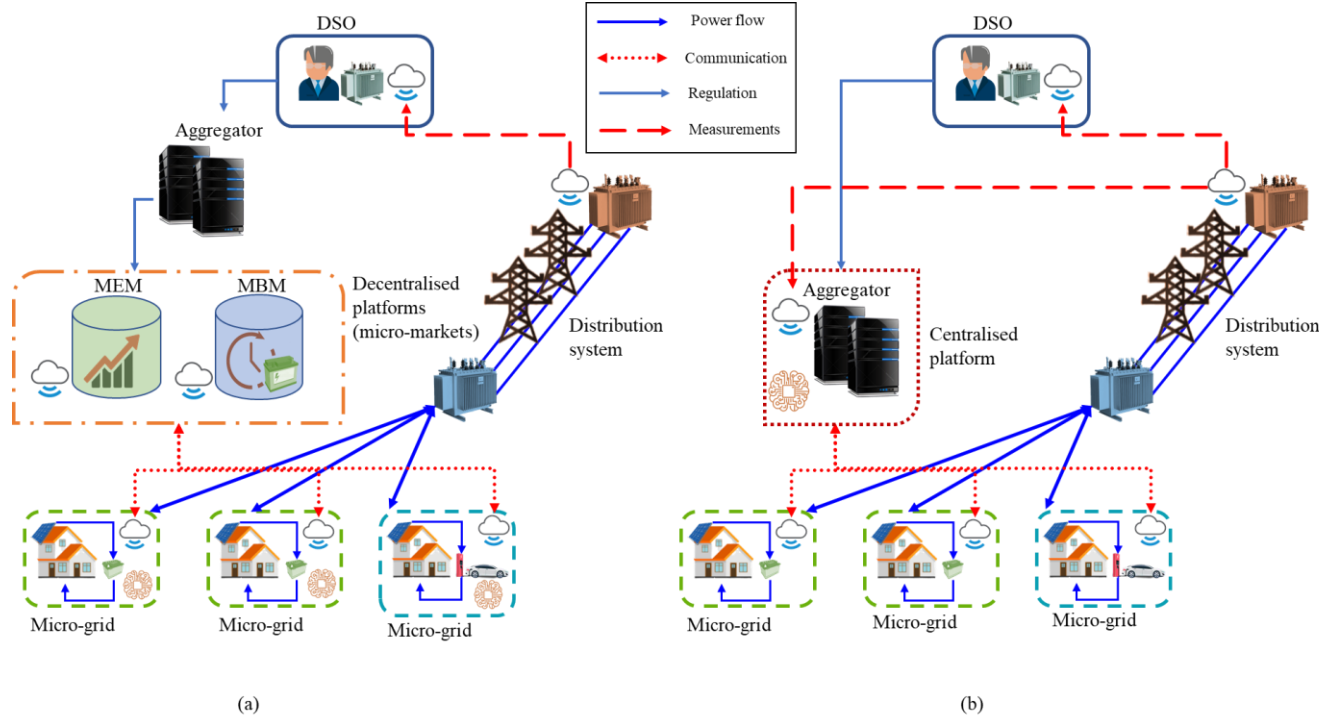 DSO
Aggregator
MEM
MBM
Decentralised
platforms
(micro-markets)
Distribution
system
Micro-grid
Micro-grid
Micro-grid
(a)
Power flow
Communication
Regulation
Measurements
DSO
Aggregator
Centralised
platform
Distribution
system
Micro-grid
Micro-grid
Micro-grid
(b)